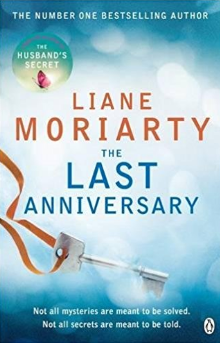 THE NUMBER ONE BESTSELLING AUTHOR
THE
HUSBAND'S
SECRET
LIANE
MORIARTY
THE
LAST
ANNIVERSARY
Not all mysteries are meant to be solved.
Not all secrets are meant to be told.